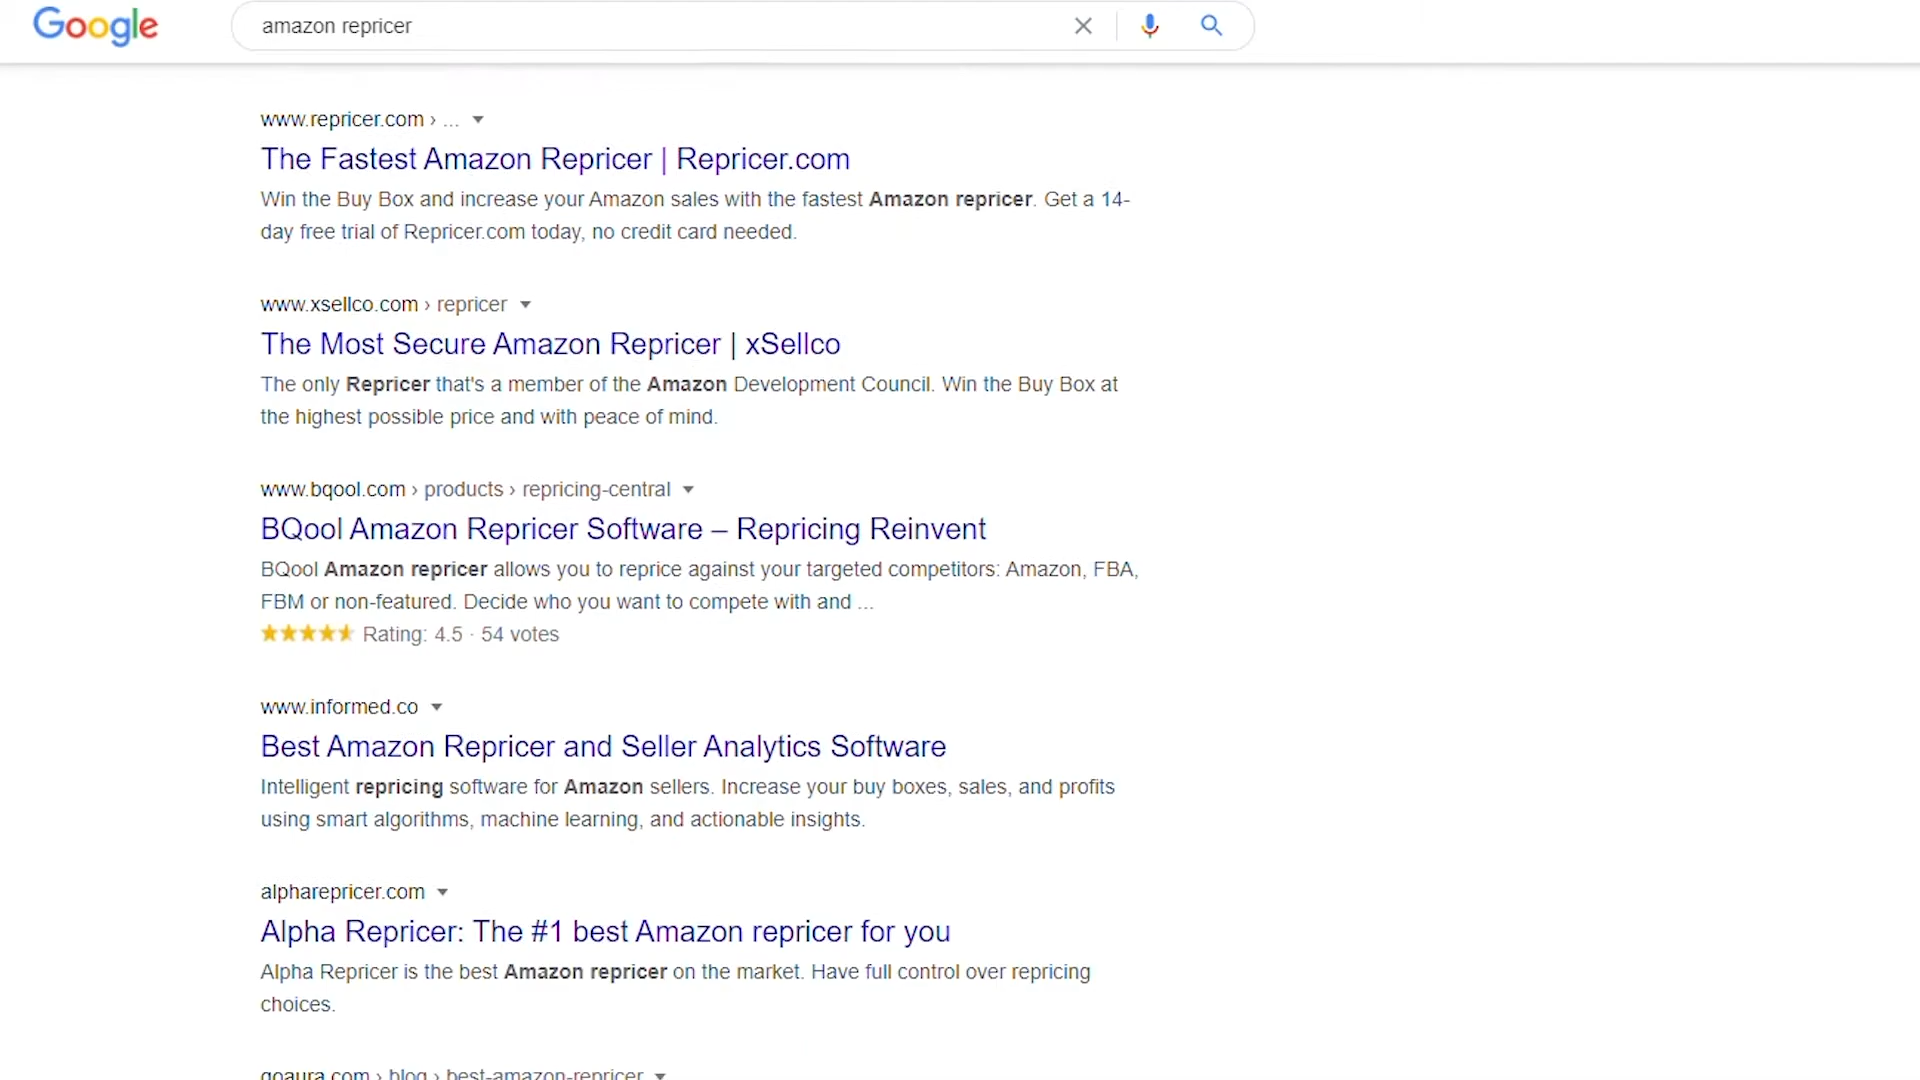 Google
amazon repricer
www.repricer.com › ...
The Fastest Amazon Repricer | Repricer.com
Win the Buy Box and increase your Amazon sales with the fastest Amazon repricer. Get a 14-
day free trial of Repricer.com today, no credit card needed.
www.xsellco.com › repricer
The Most Secure Amazon Repricer | xSellco
The only Repricer that's a member of the Amazon Development Council. Win the Buy Box at
the highest possible price and with peace of mind.
www.bqool.com › products › repricing-central
BQool Amazon Repricer Software – Repricing Reinvent
BQool Amazon repricer allows you to reprice against your targeted competitors: Amazon, FBA,
FBM or non-featured. Decide who you want to compete with and ...
Rating: 4.5 · 54 votes
www.informed.co
Best Amazon Repricer and Seller Analytics Software
Intelligent repricing software for Amazon sellers. Increase your buy boxes, sales, and profits
using smart algorithms, machine learning, and actionable insights.
alpharepricer.com
Alpha Repricer: The #1 best Amazon repricer for you
Alpha Repricer is the best Amazon repricer on the market. Have full control over repricing
choices.
goaura.com › blog › best-amazon-repricer